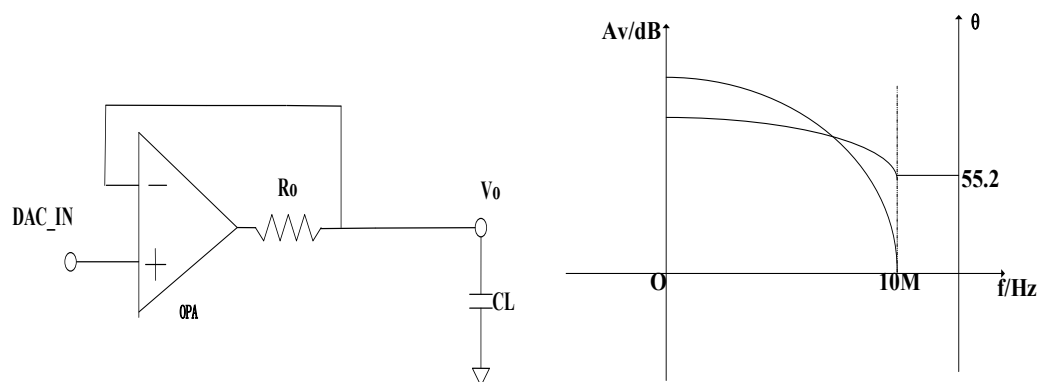 DAC_IN
−
+
OPA
Ro
Vo
CL
Av/dB
θ
55.2
O
10M
f/Hz